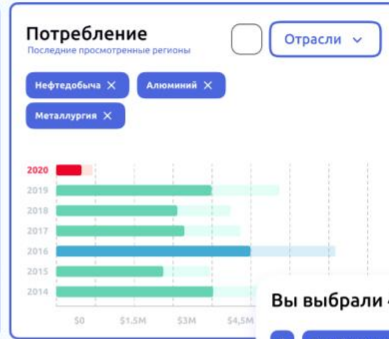 Потребление
Последние просмотренные регионы
Отрасли
Нефтедобыча ✕
Алюминий ✕
Металлургия ✕
2020
2019
2018
2017
2016
2015
2014
$0 $1.5M $3M $4,5M
Вы выбрали